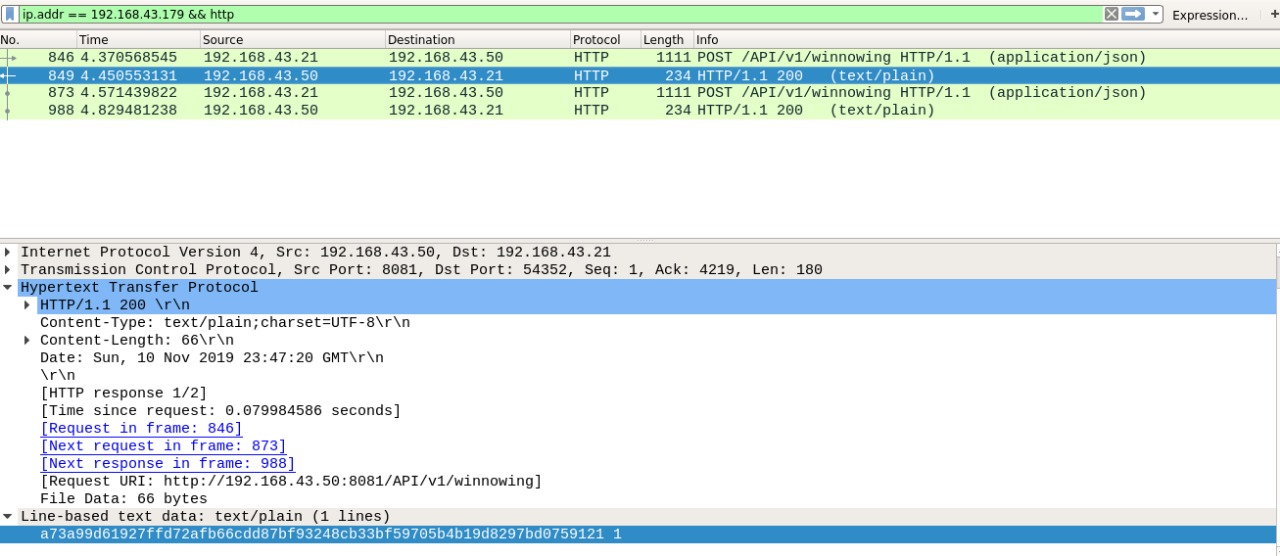 ip.addr == 192.168.43.179 && http Expression... +
No. Time Source Destination Protocol Length Info
846 4.370568545 192.168.43.21 192.168.43.50 HTTP 1111 POST /API/v1/winnowing HTTP/1.1 (application/json)
849 4.450553131 192.168.43.50 192.168.43.21 HTTP 234 HTTP/1.1 200 (text/plain)
873 4.571439822 192.168.43.21 192.168.43.50 HTTP 1111 POST /API/v1/winnowing HTTP/1.1 (application/json)
988 4.829481238 192.168.43.50 192.168.43.21 HTTP 234 HTTP/1.1 200 (text/plain)
Internet Protocol Version 4, Src: 192.168.43.50, Dst: 192.168.43.21
Transmission Control Protocol, Src Port: 8081, Dst Port: 54352, Seq: 1, Ack: 4219, Len: 180
Hypertext Transfer Protocol
HTTP/1.1 200 \r\n
Content-Type: text/plain;charset=UTF-8\r\n
Content-Length: 66\r\n
Date: Sun, 10 Nov 2019 23:47:20 GMT\r\n
\r\n
[HTTP response 1/2]
[Time since request: 0.079984586 seconds]
[Request in frame: 846]
[Next request in frame: 873]
[Next response in frame: 988]
[Request URI: http://192.168.43.50:8081/API/v1/winnowing]
File Data: 66 bytes
Line-based text data: text/plain (1 lines)
a73a99d61927ffd72afb66cdd87bf93248cb33bf59705b4b19d8297bd0759121 1